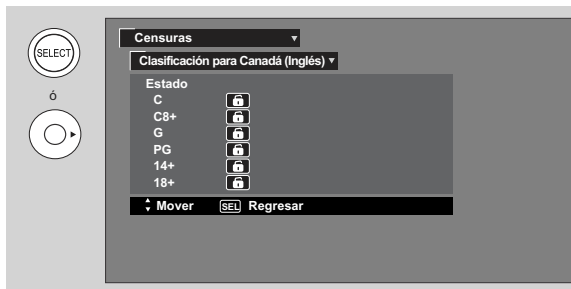 SELECT
ó
Censuras
Clasificación para Canadá (Inglés)
Estado
C
C8+
G
PG
14+
18+
Mover SEL Regresar